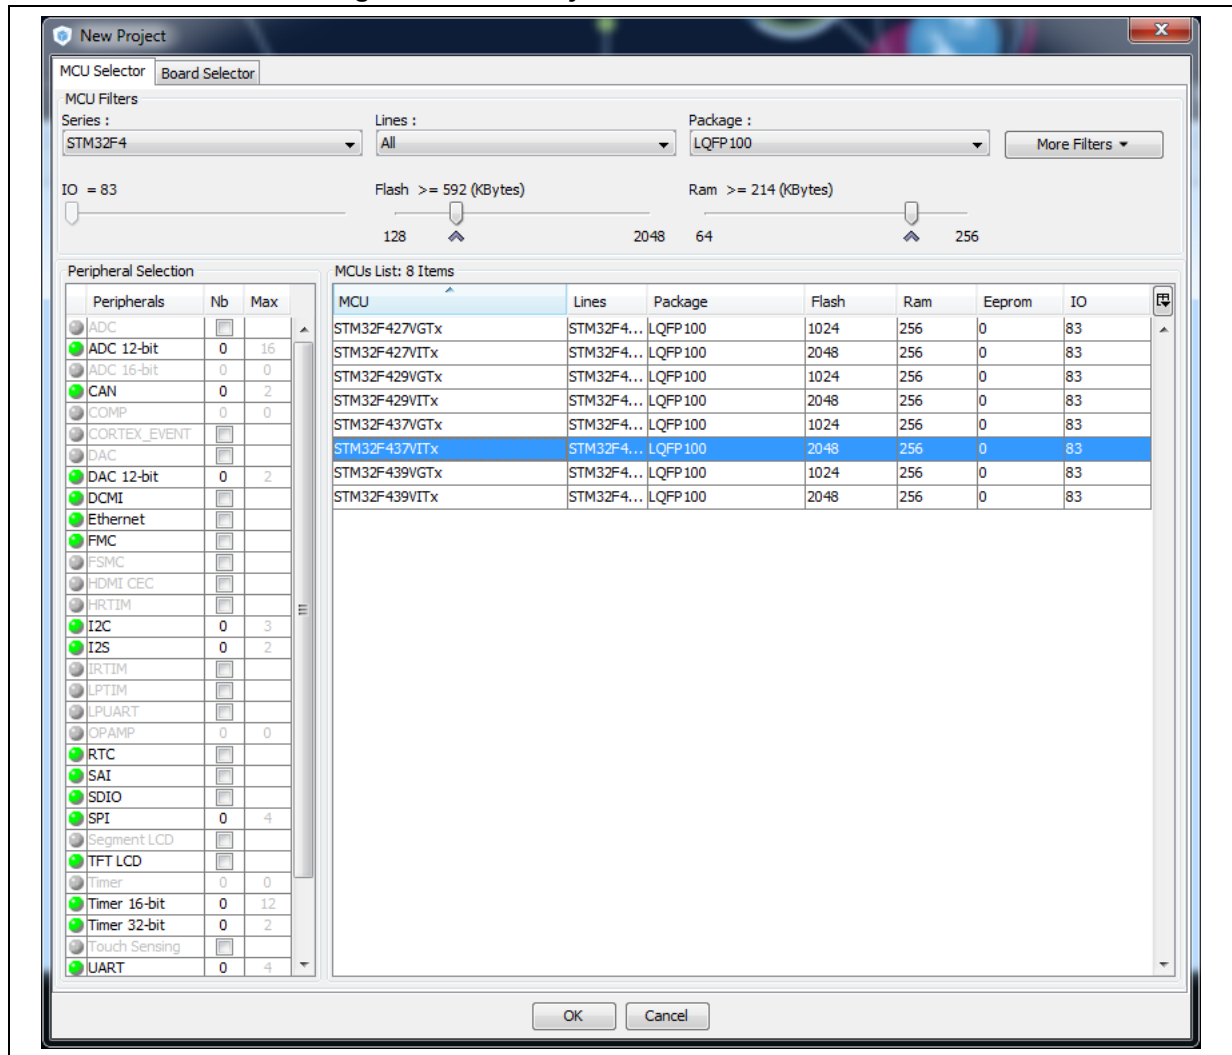 New Project
MCU Selector Board Selector
MCU Filters
Series : Lines : Package :
STM32F4 All LQFP100 More Filters
IO = 83 Flash >= 592 (KBytes) Ram >= 214 (KBytes)
128 2048 64 256
Peripheral Selection
Peripherals Nb Max
ADC
ADC 12-bit 0 16
ADC 16-bit 0 0
CAN 0 2
COMP 0 0
CORTEX_EVENT
DAC
DAC 12-bit 0 2
DCMI
Ethernet
FMC
FSMC
HDMI CEC
HRTIM
I2C 0 3
I2S 0 2
IRTIM
LPTIM
LPUART
OPAMP 0 0
RTC
SAI
SDIO
SPI 0 4
Segment LCD
TFT LCD
Timer 0 0
Timer 16-bit 0 12
Timer 32-bit 0 2
Touch Sensing
UART 0 4
MCUs List: 8 Items
MCU Lines Package Flash Ram Eeprom IO
STM32F427VGTx STM32F4... LQFP100 1024 256 0 83
STM32F427VITx STM32F4... LQFP100 2048 256 0 83
STM32F429VGTx STM32F4... LQFP100 1024 256 0 83
STM32F429VITx STM32F4... LQFP100 2048 256 0 83
STM32F437VGTx STM32F4... LQFP100 1024 256 0 83
STM32F437VITx STM32F4... LQFP100 2048 256 0 83
STM32F439VGTx STM32F4... LQFP100 1024 256 0 83
STM32F439VITx STM32F4... LQFP100 2048 256 0 83
OK Cancel